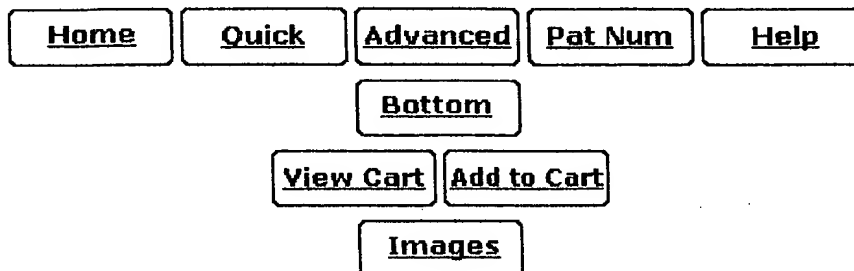 Home Quick Advanced Pat Num Help
Bottom
View Cart Add to Cart
Images